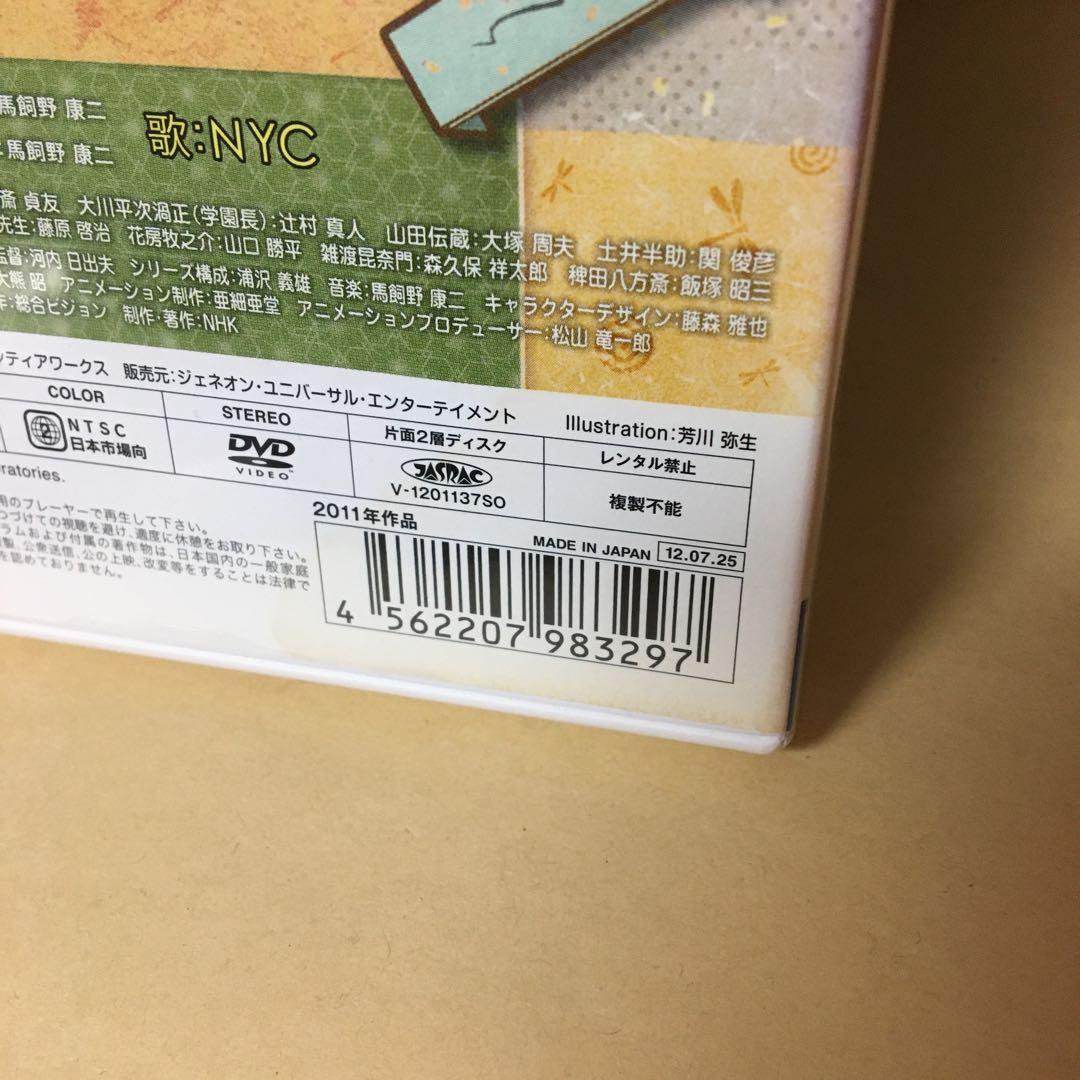 馬飼野 康二
:馬飼野 康二
歌:NYC
斎 貞友 大川平次渦正(学園長):辻村 真人 山田伝蔵:大塚 周夫 土井半助:関 俊彦
先生:藤原 啓治 花房牧之介:山口 勝平 雑渡昆奈門:森久保 祥太郎 稗田八方斎:飯塚 昭三
監督:河内 日出夫 シリーズ構成:浦沢 義雄 音楽:馬飼野 康二 キャラクターデザイン:藤森 雅也
大熊 昭 アニメーション制作:亜細亜堂 アニメーションプロデューサー:松山 竜一郎
作:総合ビジョン 制作・著作:NHK
ンティアワークス 販売元:ジェネオン・ユニバーサル・エンターテイメント Illustration:芳川 弥生
COLOR
STEREO
片面2層ディスク
レンタル禁止
2
NTSC
日本市場向
DVD
VIDEO
JASRAC
V-1201137SO
複製不能
oratories.
用のプレーヤーで再生して下さい。
つづけての視聴を避け、適度に休憩をお取り下さい。
ラムおよび付属の著作物は、日本国内の一般家庭
製、公衆送信、公の上映、改変等をすることは法律で
を認めておりません。
2011年作品
MADE IN JAPAN 12.07.25
4 562207 983297